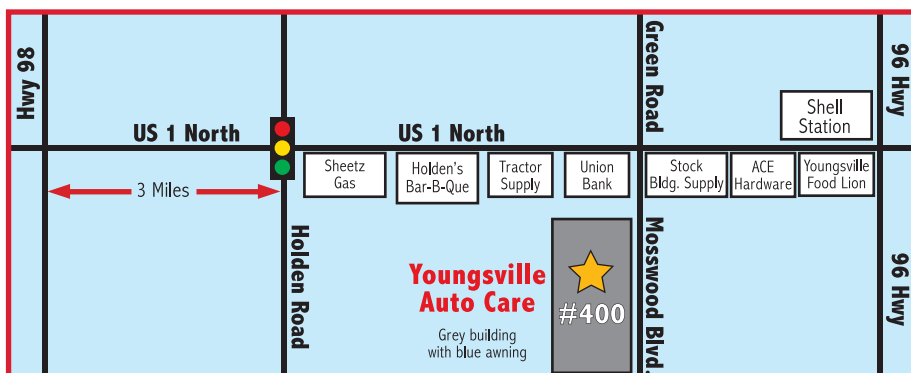 Hwy 98
US 1 North
US 1 North
Green Road
96 Hwy
Shell
Station
3 Miles
Sheetz
Gas
Holden's
Bar-B-Que
Tractor
Supply
Union
Bank
Stock
Bldg. Supply
ACE
Hardware
Youngsville
Food Lion
Holden Road
Youngsville
Auto Care
Grey building
with blue awning
#400
Mosswood Blvd.
96 Hwy